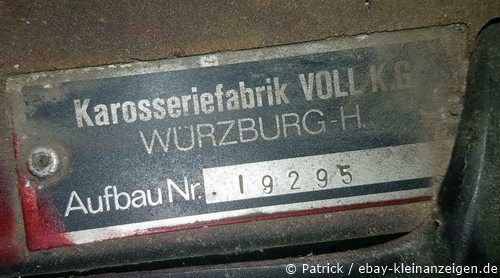 Karosseriefabrik VOLL K.G.
WÜRZBURG-H.
Aufbau Nr. 19295
© Patrick / ebay-kleinanzeigen.de